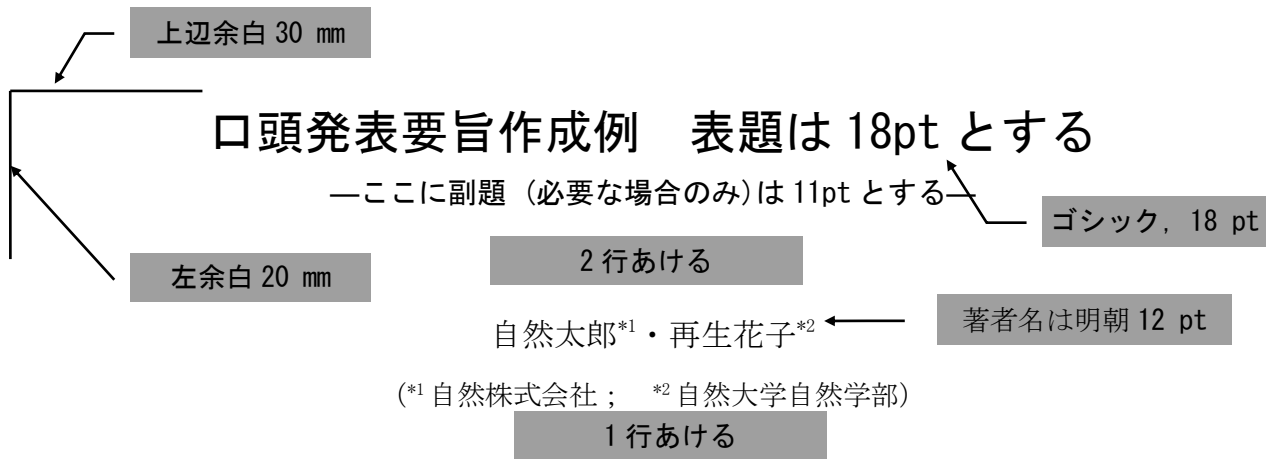 上辺余白 30 mm
口頭発表要旨作成例　表題は 18pt とする
―ここに副題 (必要な場合のみ)は 11pt とする―
ゴシック, 18 pt
2 行あける
左余白 20 mm
自然太郎*1・再生花子*2
著者名は明朝 12 pt
(*1 自然株式会社； *2 自然大学自然学部)
1 行あける